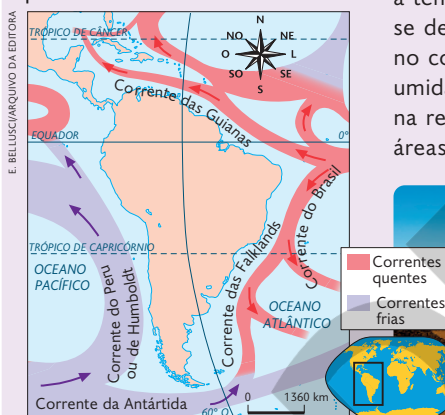 E. BELLUSCI/ARQUIVO DA EDITORA
TRÓPICO DE CÂNCER
N
NO
NE
O
L
SO
SE
S
Corrente das Guianas
EQUADOR
0°
Corrente do Brasil
TRÓPICO DE CAPRICÓRNIO
OCEANO
PACÍFICO
Corrente do Peru
ou de Humboldt
Corrente das Falklands
OCEANO
ATLÂNTICO
Corrente da Antártida
60° O
0 1360 km
Correntes
quentes
Correntes
frias
a ten
se de
no co
umida
na re
áreas